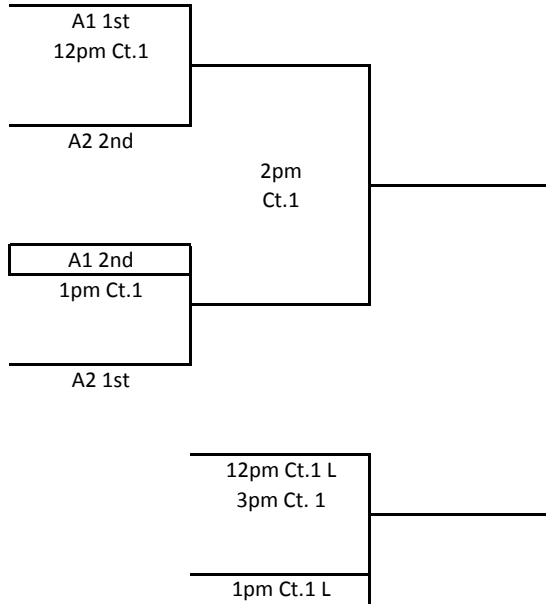 A1 1st
12pm Ct.1
A2 2nd
2pm
Ct.1
A1 2nd
1pm Ct.1
A2 1st
12pm Ct.1 L
3pm Ct. 1
1pm Ct.1 L